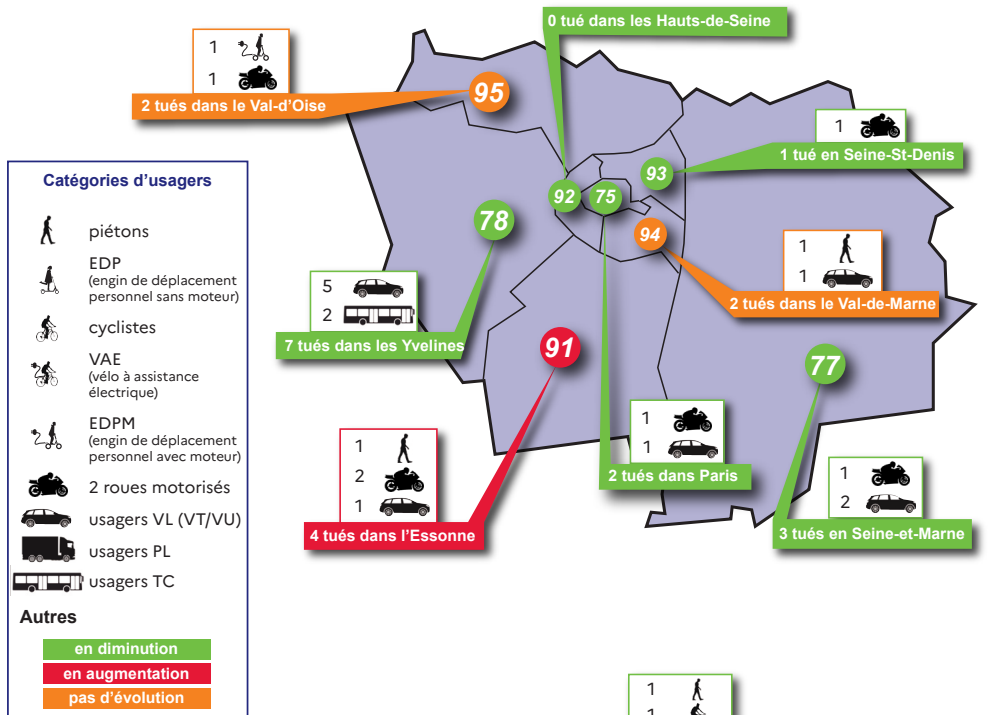 0 tué dans les Hauts-de-Seine
1
1
2 tués dans le Val-d'Oise
95
1
1 tué en Seine-St-Denis
93
92
75
78
94
1
1
2 tués dans le Val-de-Marne
5
2
7 tués dans les Yvelines
91
77
1
2
1
4 tués dans l'Essonne
1
1
2 tués dans Paris
1
2
3 tués en Seine-et-Marne
Catégories d'usagers
piétons
EDP
(engin de déplacement
personnel sans moteur)
cyclistes
VAE
(vélo à assistance
électrique)
EDPM
(engin de déplacement
personnel avec moteur)
2 roues motorisés
usagers VL (VT/VU)
usagers PL
usagers TC
Autres
en diminution
en augmentation
pas d'évolution
1
1